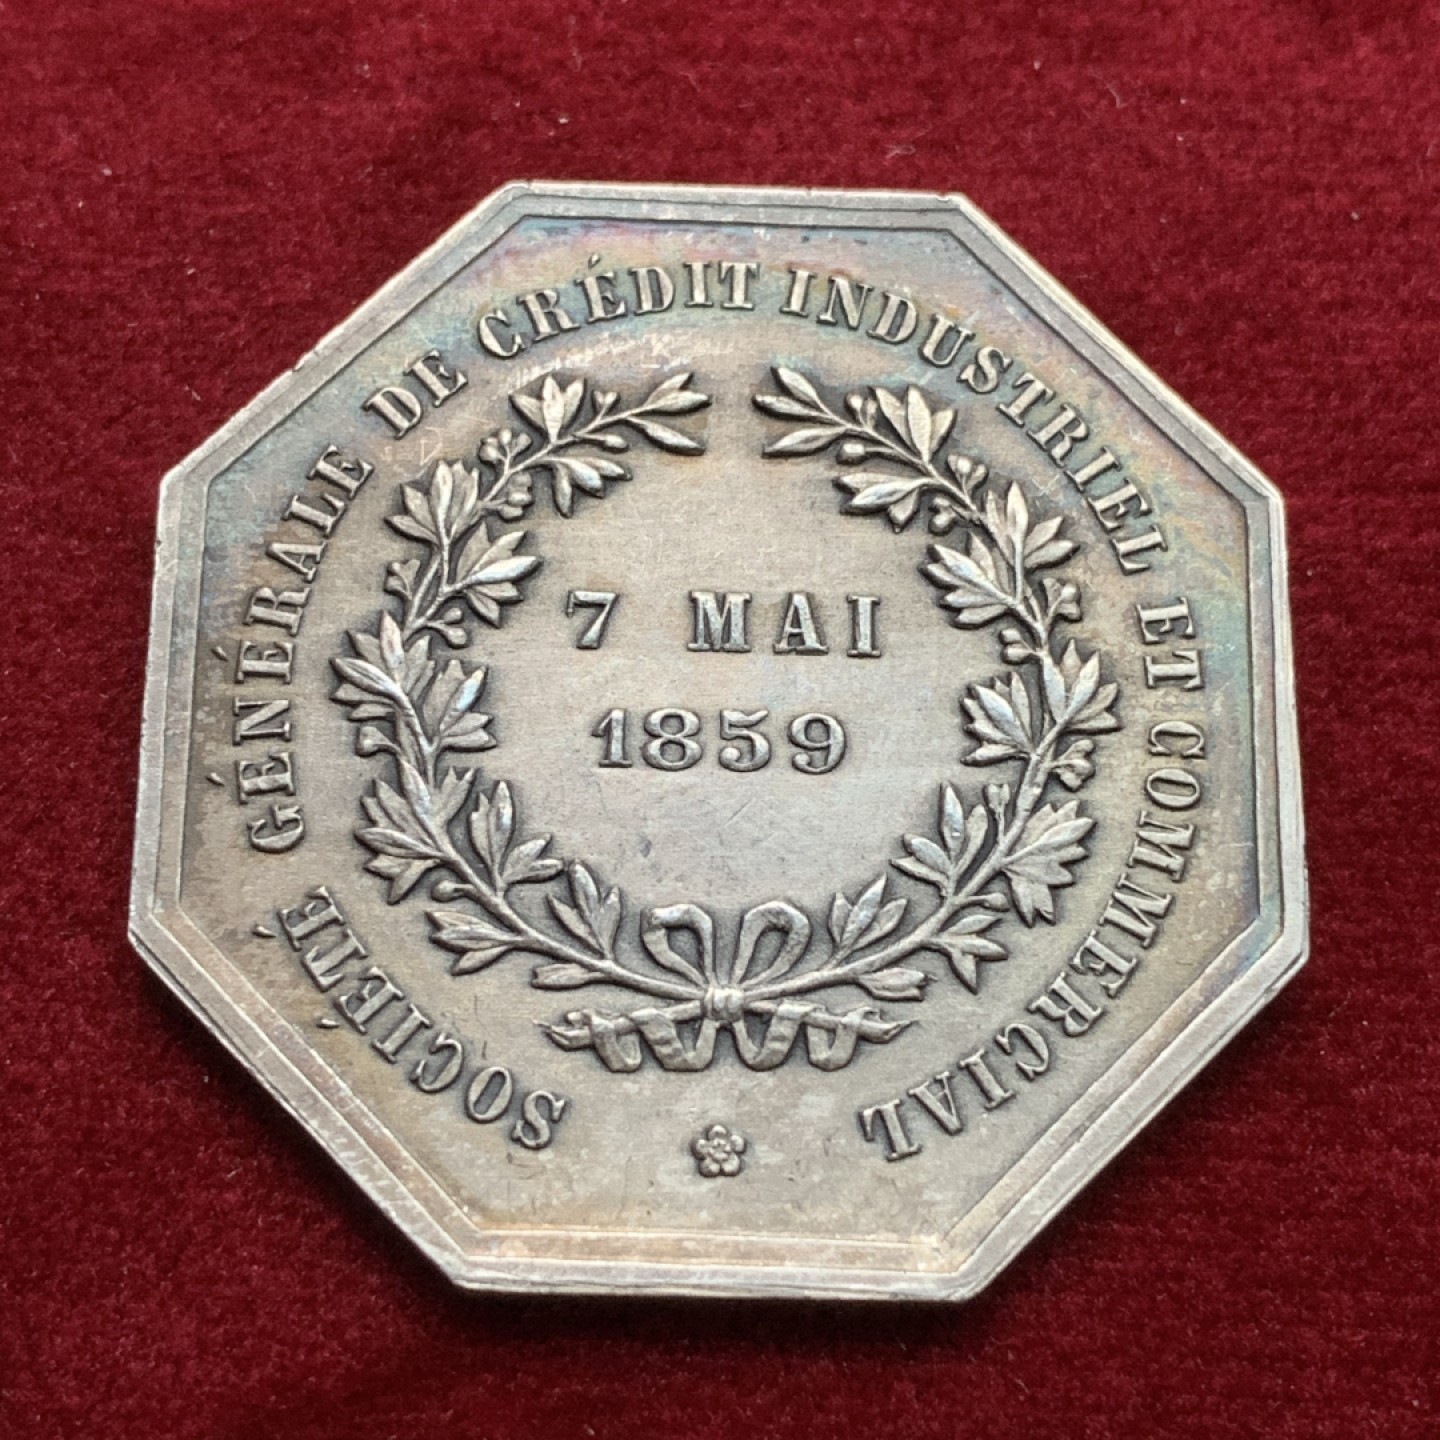 SOCIÉTÉ GÉNÉRALE DE CRÉDIT INDUSTRIEL ET COMMERCIAL
7 MAI
1859